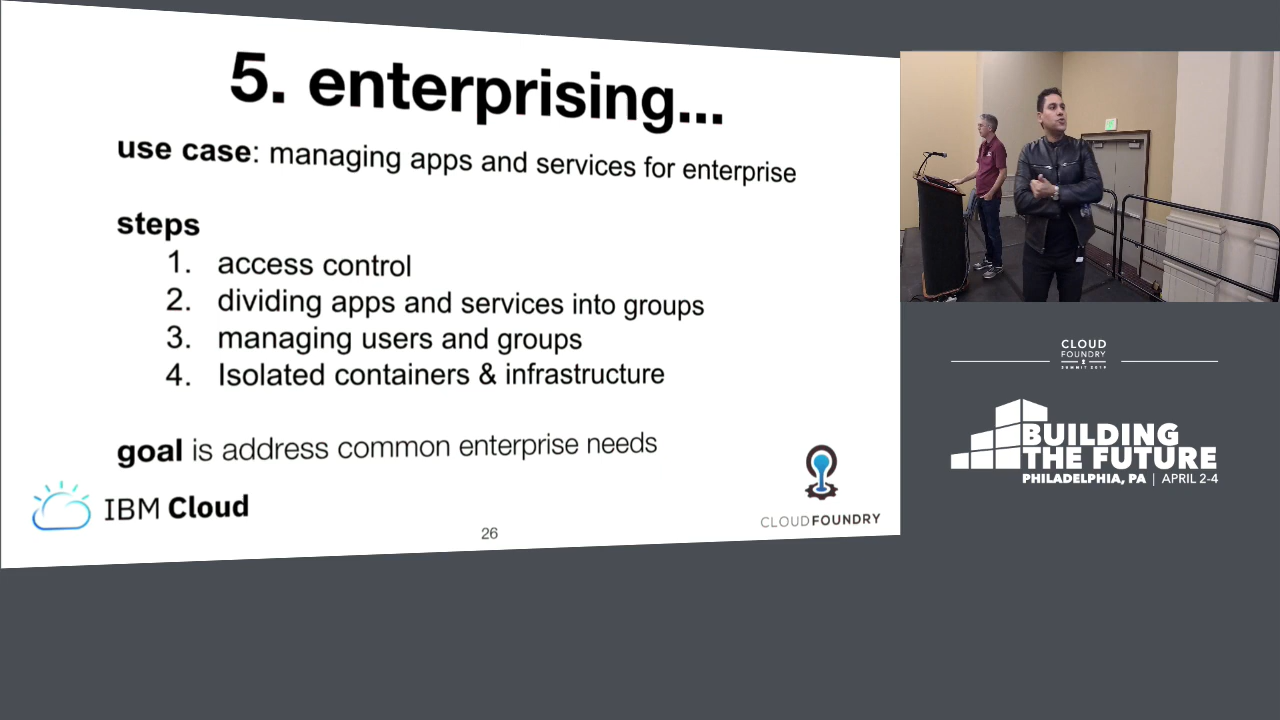 5. enterprising...
use case: managing apps and services for enterprise
steps
1. access control
2. dividing apps and services into groups
3. managing users and groups
4. Isolated containers & infrastructure
goal is address common enterprise needs
IBM Cloud
26
CLOUDFOUNDRY
CLOUD
FOUNDRY
SUMMIT 2019
BUILDING
THE FUTURE
PHILADELPHIA, PA | APRIL 2-4